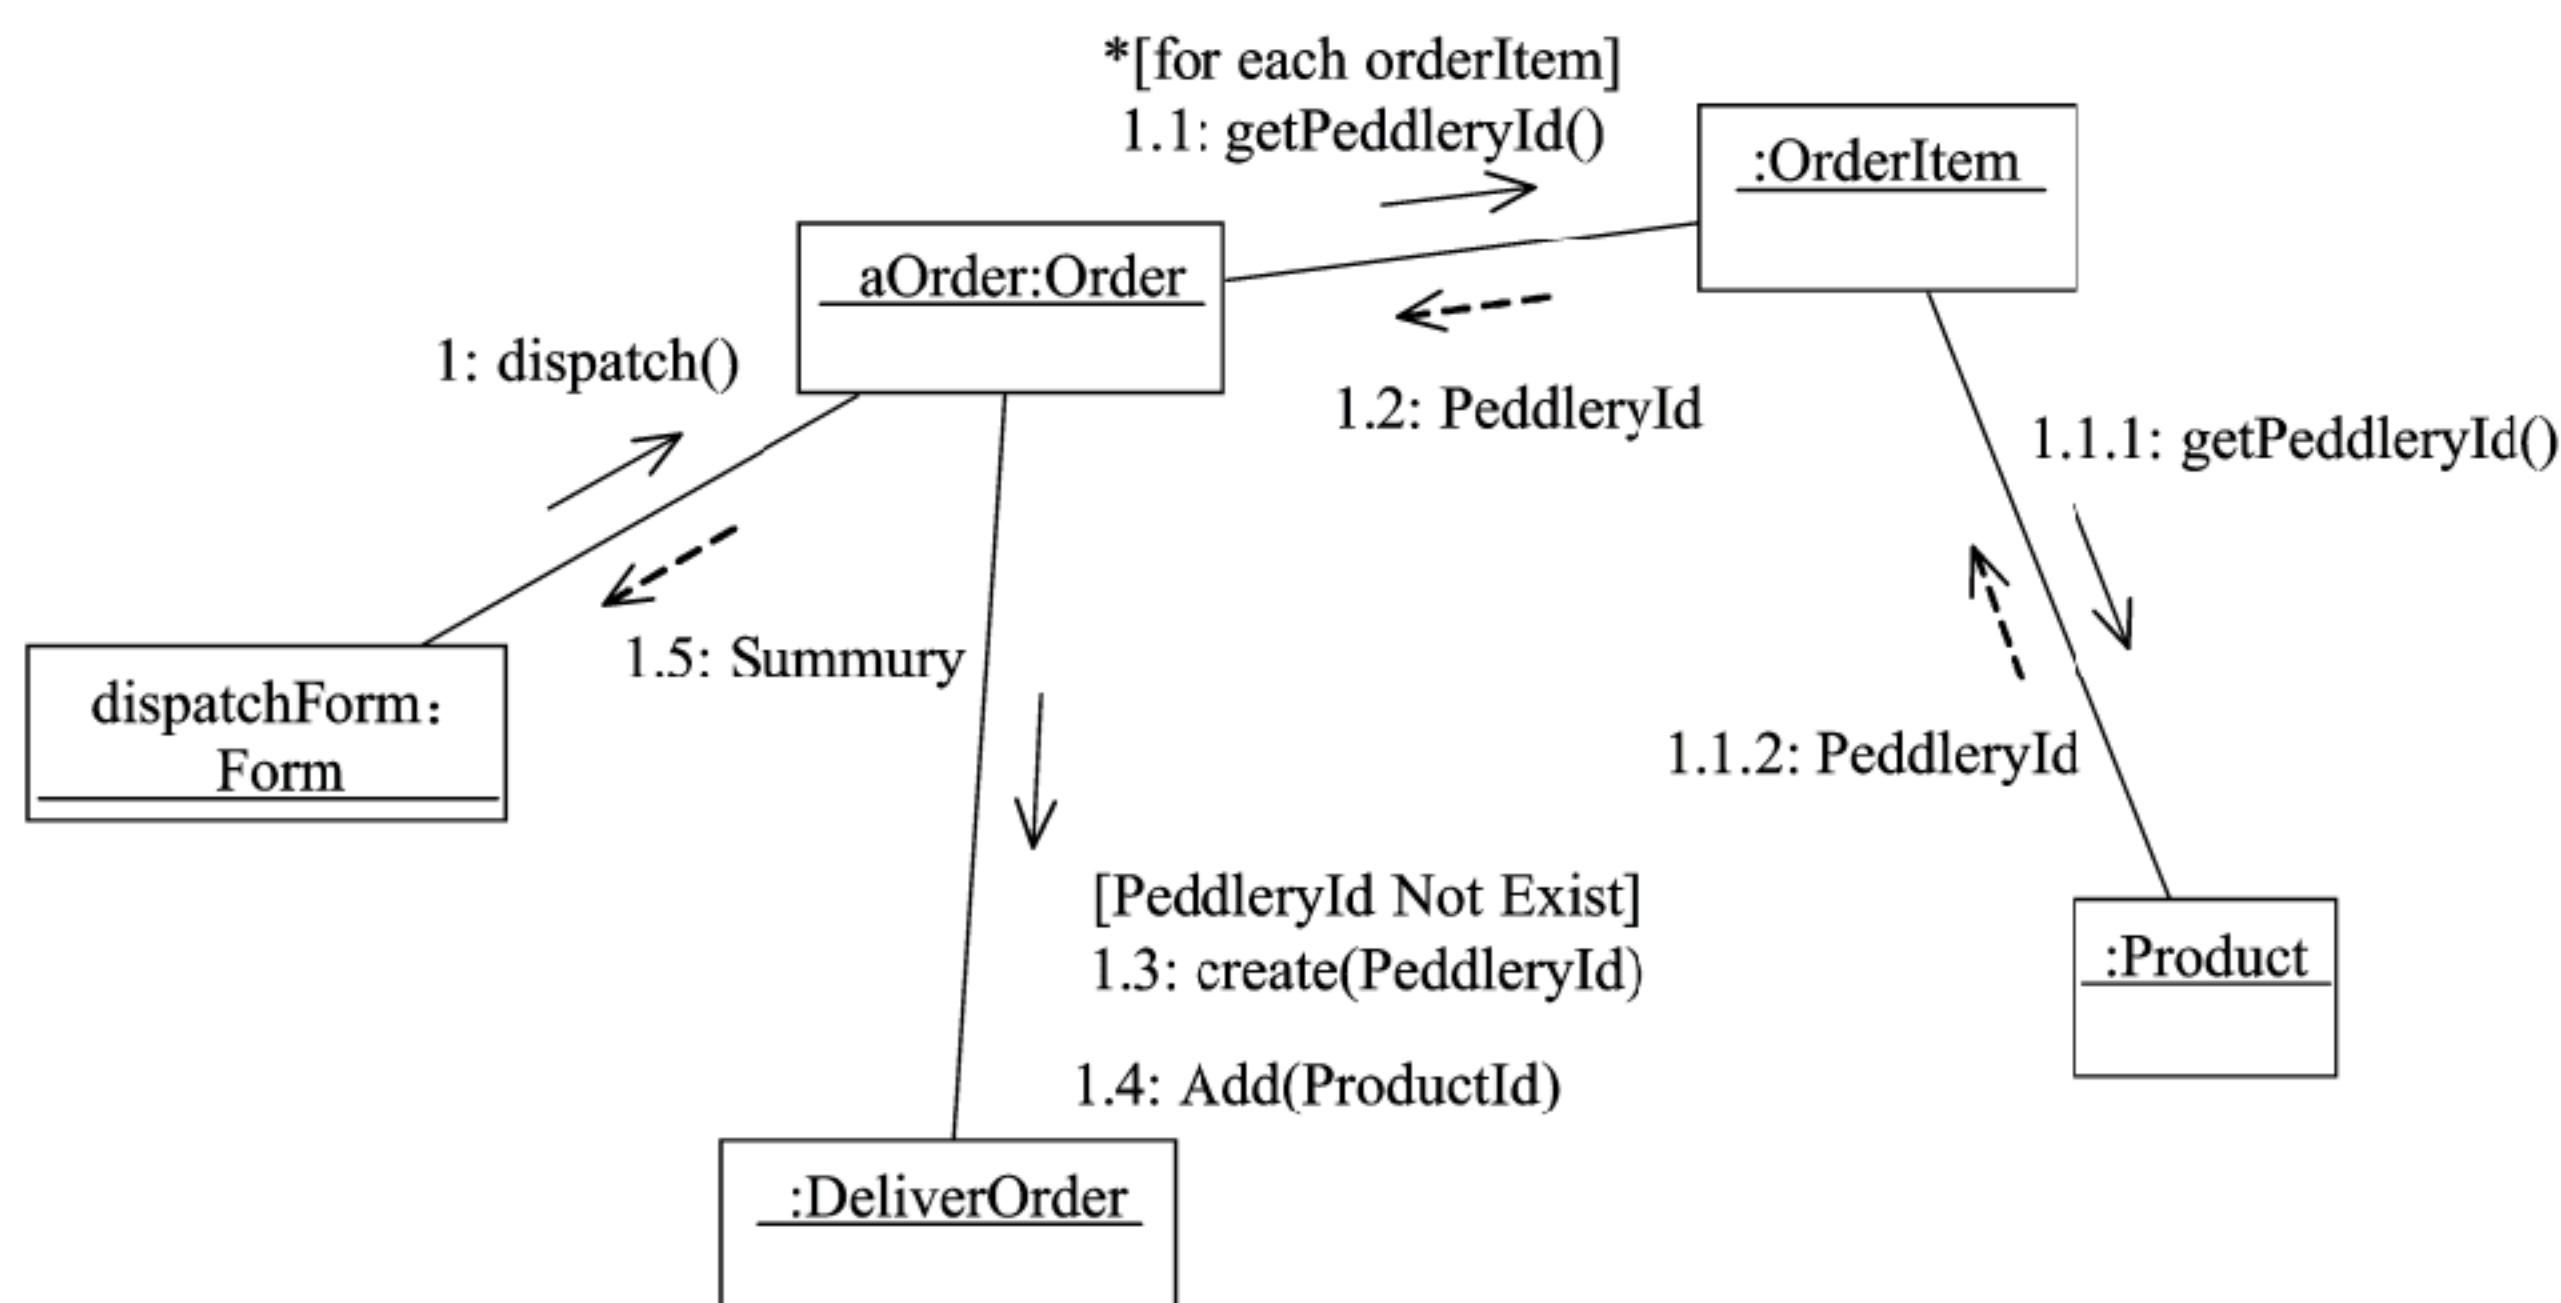 *[for each orderItem]
1.1: getPeddleryId()
:OrderItem
aOrder:Order
1: dispatch()
1.2: PeddleryId
1.1.1: getPeddleryId()
1.5: Summury
dispatchForm:
Form
1.1.2: PeddleryId
[PeddleryId Not Exist]
1.3: create(PeddleryId)
:Product
1.4: Add(ProductId)
:DeliverOrder